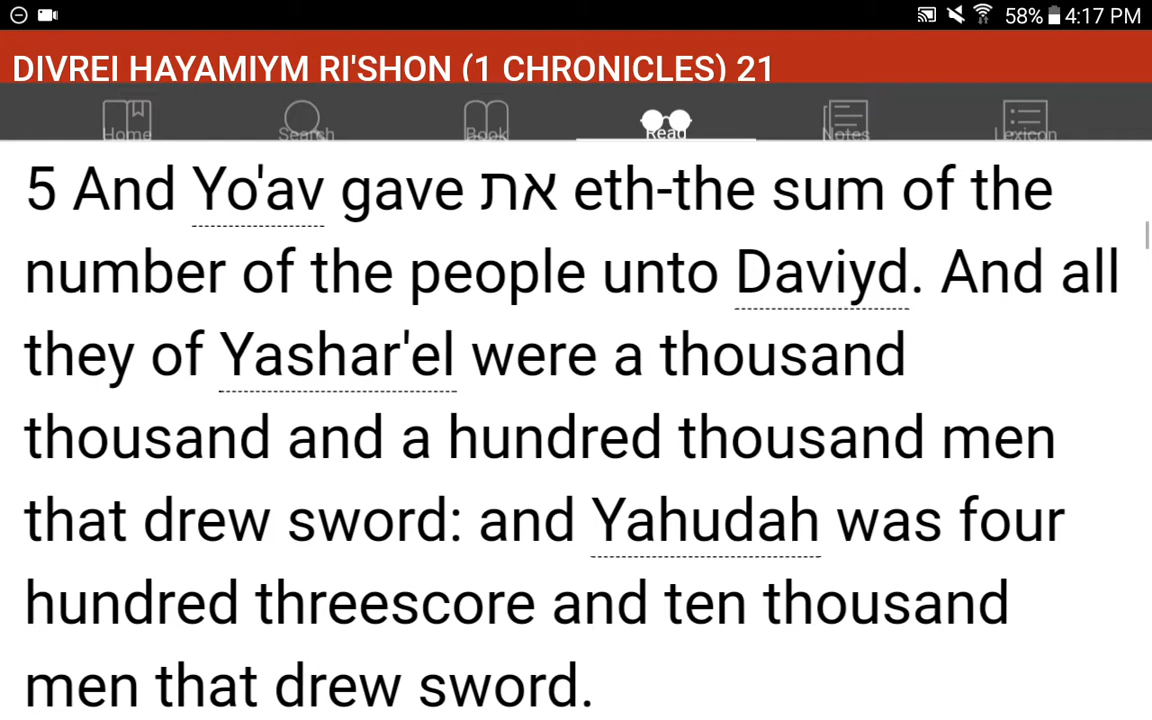 58% 4:17 PM
DIVREI HAYAMIYM RI'SHON (1 CHRONICLES) 21
Home Search Book Read Notes Lexicon
5 And Yo'av gave את eth-the sum of the
number of the people unto Daviyd. And all
they of Yashar'el were a thousand
thousand and a hundred thousand men
that drew sword: and Yahudah was four
hundred threescore and ten thousand
men that drew sword.